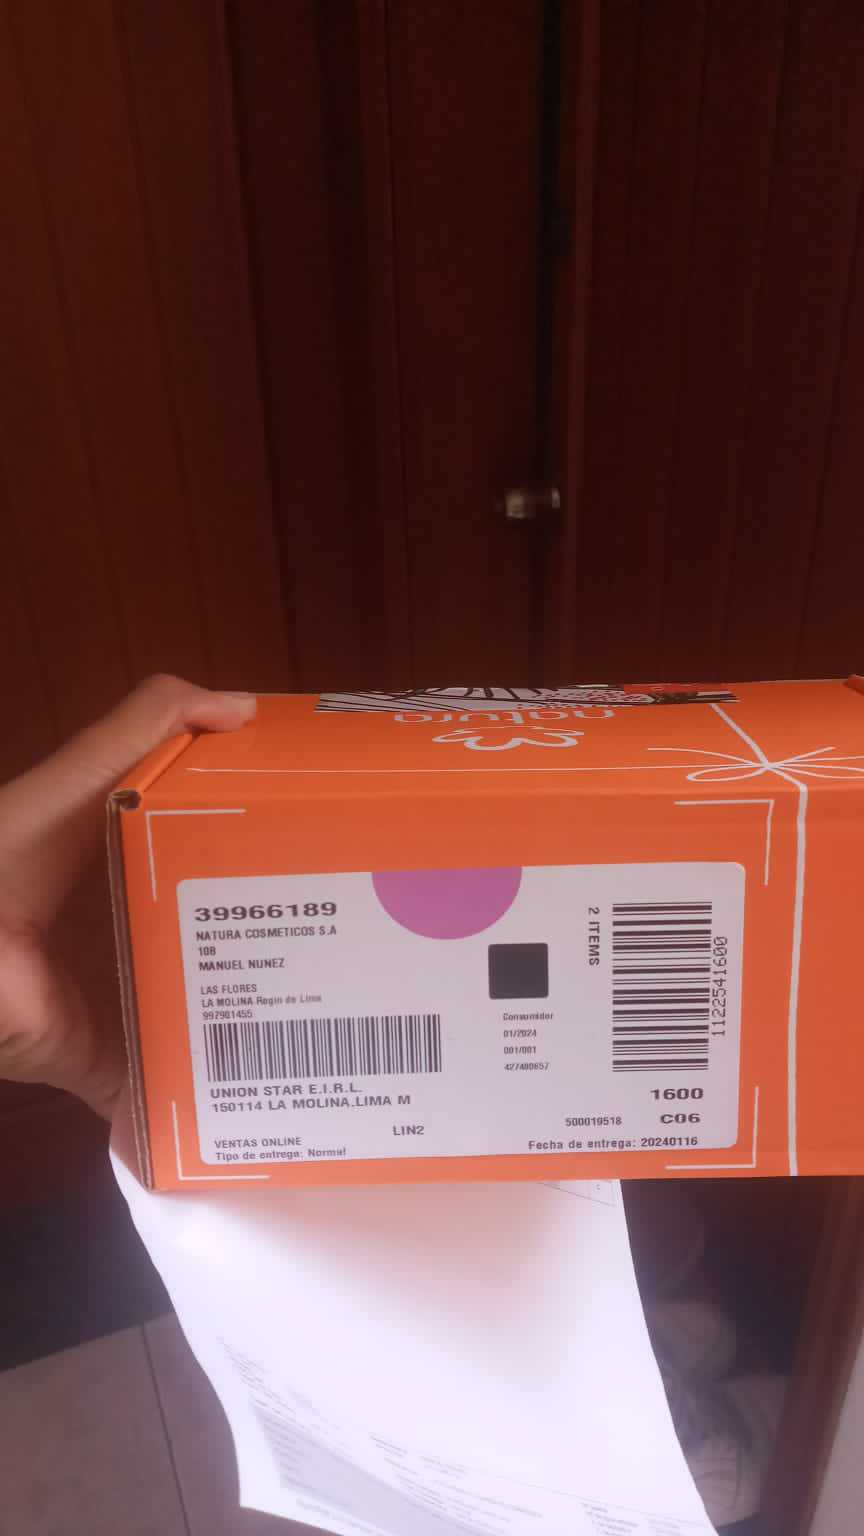 natura
39966189
NATURA COSMETICOS S.A
108
MANUEL NUNEZ
LAS FLORES
LA MOLINA Regin de Lima
997901455
UNION STAR E.I.R.L.
150114 LA MOLINA.LIMA M
LIN2
VENTAS ONLINE
Tipo de entrega: Normal
2 ITEMS
Consumidor
01/2024
001/001
427400657
1122541600
1600
500019518 C06
Fecha de entrega: 20240116